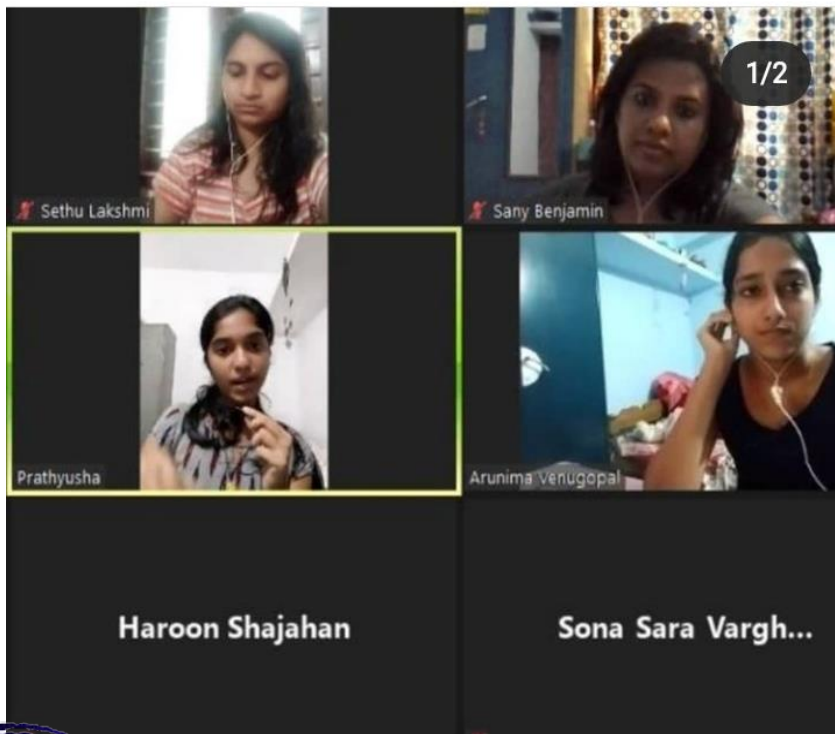 1/2
Sethu Lakshmi
Sany Benjamin
Prathyusha
Arunima Venugopal
Haroon Shajahan
Sona Sara Vargh...